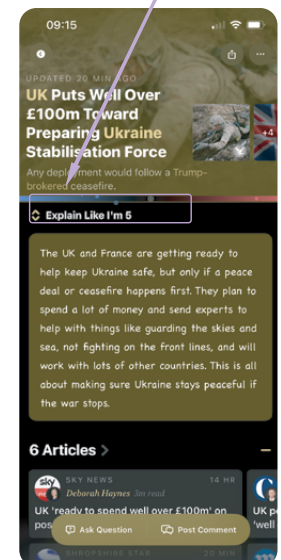 09:15
UPDATED 20 MIN AGO
UK Puts Well Over
£100m Toward
Preparing Ukraine
Stabilisation Force
Any deployment would follow a Trump-
brokered ceasefire.
+4
Explain Like I'm 5
The UK and France are getting ready to
help keep Ukraine safe, but only if a peace
deal or ceasefire happens first. They plan to
spend a lot of money and send experts to
help with things like guarding the skies and
sea, not fighting on the front lines, and will
work with lots of other countries. This is all
about making sure Ukraine stays peaceful if
the war stops.
6 Articles
sky
SKY NEWS 14 HR
Deborah Haynes 3m read
UK 'ready to spend well over £100m' on
pos
UK p
'well
Ask Question
Post Comment
SHROPSHIRE STAR 20 MIN